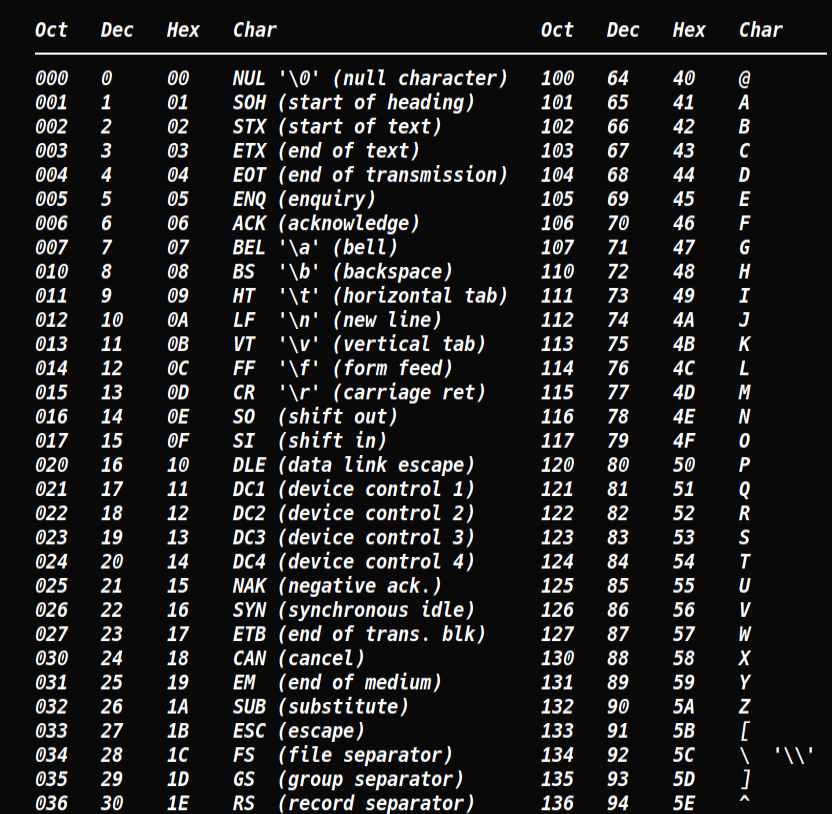 Oct   Dec   Hex   Char                        Oct   Dec   Hex   Char
000   0     00    NUL '\0' (null character)   100   64    40    @
001   1     01    SOH (start of heading)      101   65    41    A
002   2     02    STX (start of text)         102   66    42    B
003   3     03    ETX (end of text)           103   67    43    C
004   4     04    EOT (end of transmission)   104   68    44    D
005   5     05    ENQ (enquiry)               105   69    45    E
006   6     06    ACK (acknowledge)           106   70    46    F
007   7     07    BEL '\a' (bell)             107   71    47    G
010   8     08    BS  '\b' (backspace)        110   72    48    H
011   9     09    HT  '\t' (horizontal tab)   111   73    49    I
012   10    0A    LF  '\n' (new line)         112   74    4A    J
013   11    0B    VT  '\v' (vertical tab)     113   75    4B    K
014   12    0C    FF  '\f' (form feed)        114   76    4C    L
015   13    0D    CR  '\r' (carriage ret)     115   77    4D    M
016   14    0E    SO  (shift out)             116   78    4E    N
017   15    0F    SI  (shift in)              117   79    4F    O
020   16    10    DLE (data link escape)      120   80    50    P
021   17    11    DC1 (device control 1)      121   81    51    Q
022   18    12    DC2 (device control 2)      122   82    52    R
023   19    13    DC3 (device control 3)      123   83    53    S
024   20    14    DC4 (device control 4)      124   84    54    T
025   21    15    NAK (negative ack.)         125   85    55    U
026   22    16    SYN (synchronous idle)      126   86    56    V
027   23    17    ETB (end of trans. blk)     127   87    57    W
030   24    18    CAN (cancel)                130   88    58    X
031   25    19    EM  (end of medium)         131   89    59    Y
032   26    1A    SUB (substitute)            132   90    5A    Z
033   27    1B    ESC (escape)                133   91    5B    [
034   28    1C    FS  (file separator)        134   92    5C    \  '\\'
035   29    1D    GS  (group separator)       135   93    5D    ]
036   30    1E    RS  (record separator)      136   94    5E    ^